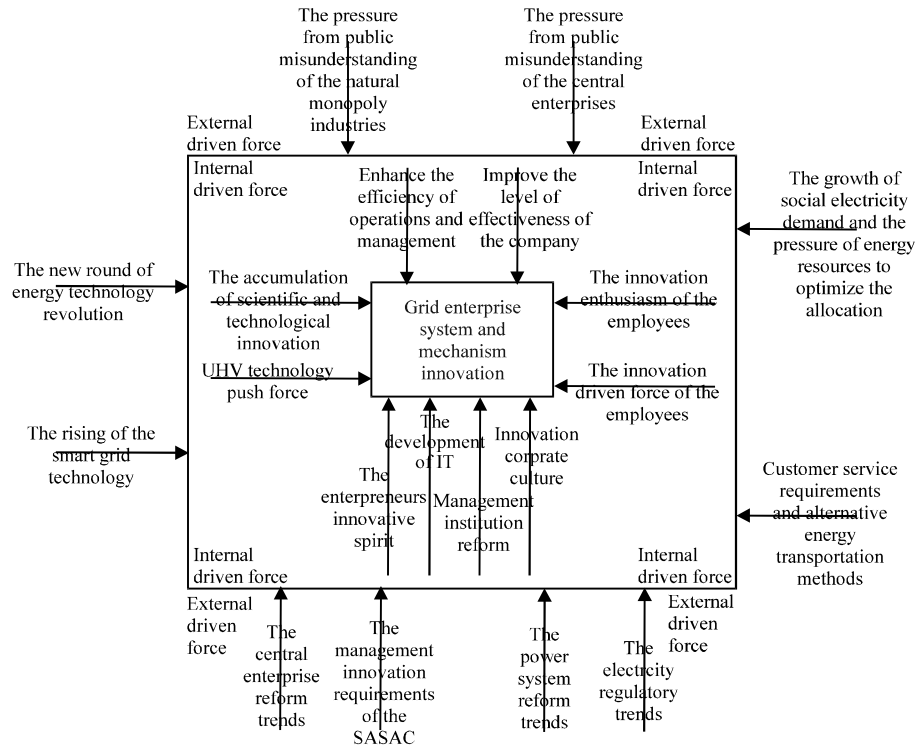 The pressure
from public
misunderstanding
of the natural
monopoly
industries
The pressure
from public
misunderstanding
of the central
enterprises
External
driven force
External
driven force
Internal
driven force
Internal
driven force
Enhance the
efficiency of
operations and
management
Improve the
level of
effectiveness of
the company
The growth of
social electricity
demand and the
pressure of energy
resources to
optimize the
allocation
The new round of
energy technology
revolution
The accumulation
of scientific and
technological
innovation
Grid enterprise
system and
mechanism
innovation
The innovation
enthusiasm of the
employees
UHV technology
push force
The innovation
driven force of the
employees
The rising of the
smart grid
technology
The
enterpreneurs
innovative
spirit
The
development
of IT
Management
institution
reform
Innovation
corprate
culture
Customer service
requirements
and alternative
energy
transportation
methods
Internal
driven force
Internal
driven force
External
driven
force
External
driven
force
The
central
enterprise
reform
trends
The
management
innovation
requirements
of the
SASAC
The
power
system
reform
trends
The
electrcity
regulatory
trends